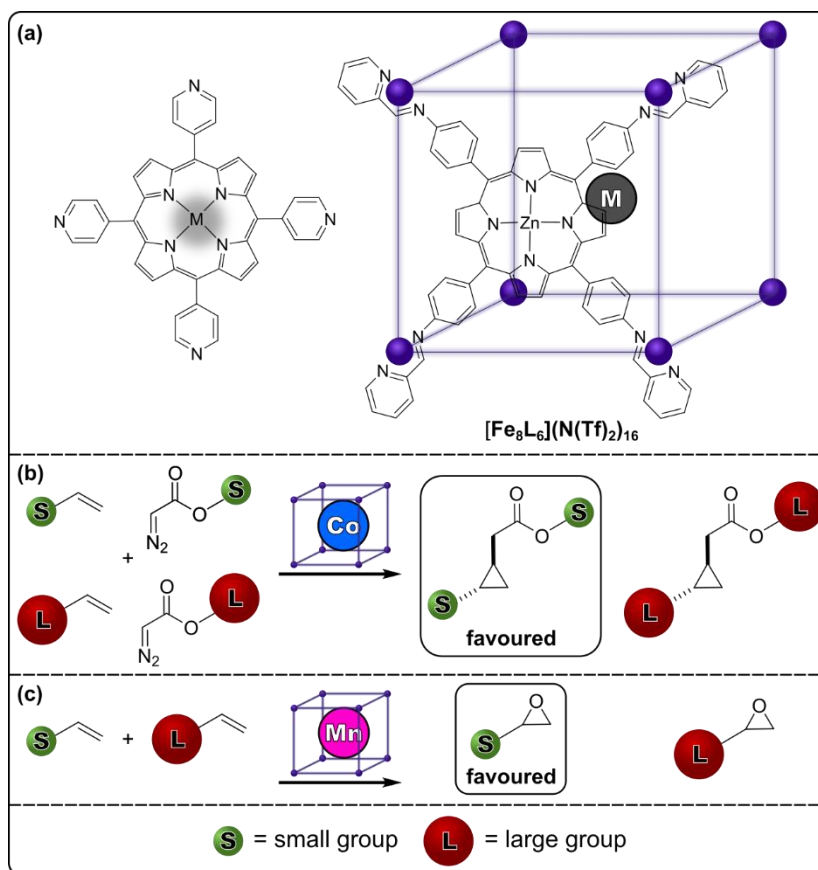 (a)
N
N
N
N
N
N
M
N
N
N
N
N
N
N
N
M
N
Zn
N
N
N
N
N
N
[Fe₈L₆](N(Tf)₂)₁₆
(b)
S
O
O
S
N₂
+
L
O
O
L
N₂
Co
O
O
S
S
favoured
O
O
L
L
(c)
S
+
L
Mn
O
S
favoured
O
L
S = small group L = large group